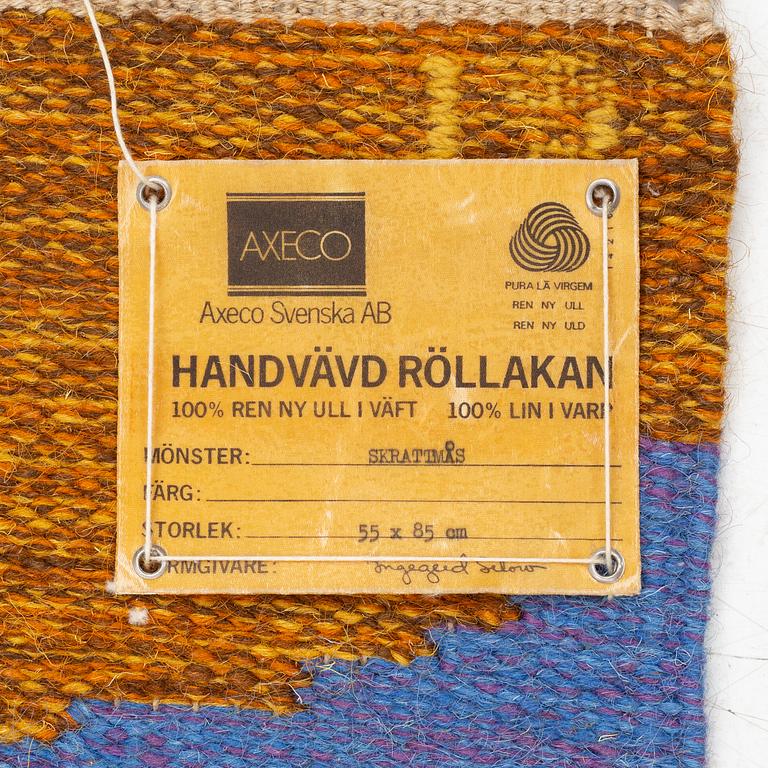 AXECO
Axeco Svenska AB
PURA LÃ VIRGEM
REN NY ULL
REN NY ULD
HANDVÄVD RÖLLAKAN
100% REN NY ULL I VÄFT 100% LIN I VARP
MÖNSTER: SKRATTMÅS
FÄRG:
STORLEK: 55 x 85 cm
FORMGIVARE: Ingegerd Silow